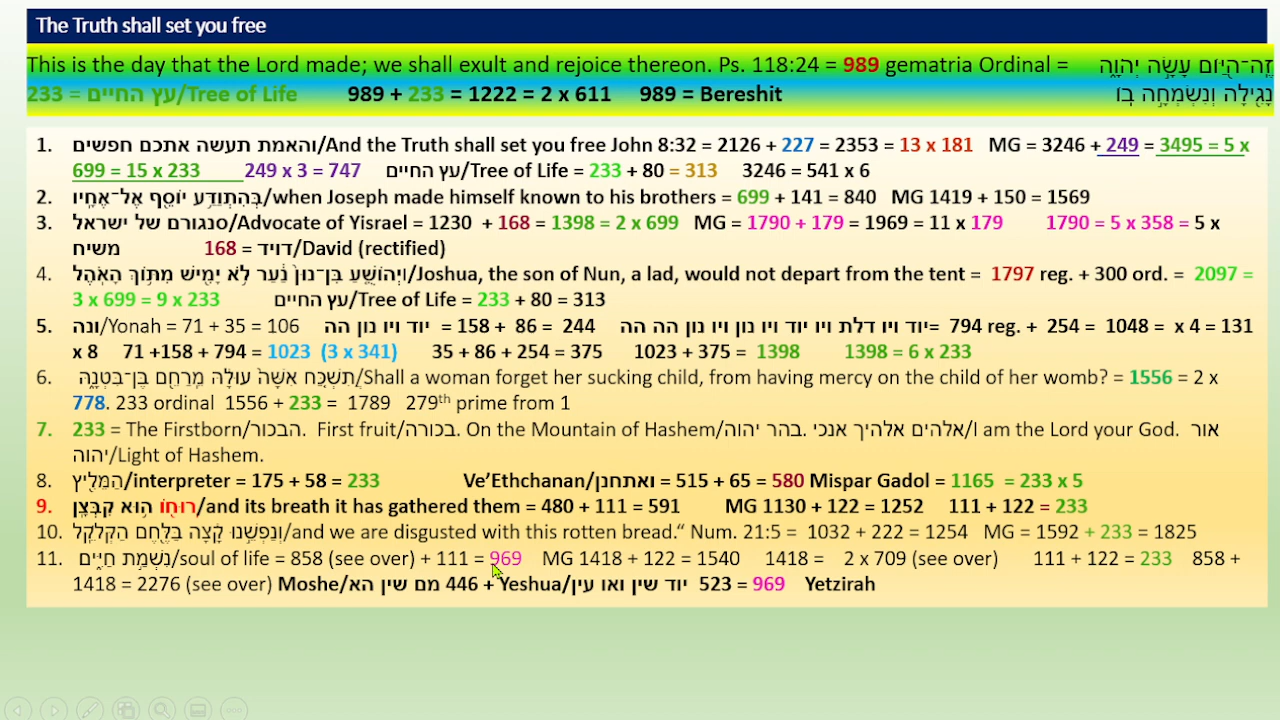 The Truth shall set you free
This is the day that the Lord made; we shall exult and rejoice thereon. Ps. 118:24 = 989 gematria Ordinal = זֶה־הַ֭יּוֹם עָשָׂ֣ה יְהֹוָ֑ה
233 = עץ החיים/Tree of Life 989 + 233 = 1222 = 2 x 611 989 = Bereshit נָגִ֖ילָה וְנִשְׂמְחָ֣ה בֽוֹ
1. והאמת תעשה אתכם חפשים/And the Truth shall set you free John 8:32 = 2126 + 227 = 2353 = 13 x 181 MG = 3246 + 249 = 3495 = 5 x
699 = 15 x 233 249 x 3 = 747 עץ החיים/Tree of Life = 233 + 80 = 313 3246 = 541 x 6
2. בְּהִתְוַדַּ֥ע יוֹסֵ֖ף אֶל־אֶחָֽיו/when Joseph made himself known to his brothers = 699 + 141 = 840 MG 1419 + 150 = 1569
3. סנגורם של ישראל/Advocate of Yisrael = 1230 + 168 = 1398 = 2 x 699 MG = 1790 + 179 = 1969 = 11 x 179 1790 = 5 x 358 = 5 x
משיח 168 = דויד/David (rectified)
4. וִיהוֹשֻׁ֤עַ בִּן־נוּן֙ נַ֔עַר לֹ֥א יָמִ֖ישׁ מִתּ֥וֹךְ הָאֹֽהֶל/Joshua, the son of Nun, a lad, would not depart from the tent = 1797 reg. + 300 ord. = 2097 =
3 x 699 = 9 x 233 עץ החיים/Tree of Life = 233 + 80 = 313
5. ונה/Yonah = 71 + 35 = 106 יוד ויו נון הה = 158 + 86 = 244 יוד ויו דלת ויו יוד ויו נון ויו נון הה הה= 794 reg. + 254 = 1048 = x 4 = 131
x 8 71 +158 + 794 = 1023 (3 x 341) 35 + 86 + 254 = 375 1023 + 375 = 1398 1398 = 6 x 233
6. תִשְׁכַּ֤ח אִשָּׁה֙ עוּלָ֔הּ מֵרַחֵ֖ם בֶּן־בִּטְנָ֑הּ/Shall a woman forget her sucking child, from having mercy on the child of her womb? = 1556 = 2 x
778. 233 ordinal 1556 + 233 = 1789 279th prime from 1
7. 233 = The Firstborn/הבכור. First fruit/בכורה. On the Mountain of Hashem/בהר יהוה. אלהים אלהיך אנכי/I am the Lord your God. אור
יהוה/Light of Hashem.
8. הַמֵּלִ֖יץ/interpreter = 175 + 58 = 233 Ve’Ethchanan/ואתחנן = 515 + 65 = 580 Mispar Gadol = 1165 = 233 x 5
9. רוּח֖וֹ ה֥וּא קִבְּצָֽן/and its breath it has gathered them = 480 + 111 = 591 MG 1130 + 122 = 1252 111 + 122 = 233
10. וְנַפְשֵׁ֣נוּ קָ֔צָה בַּלֶּ֖חֶם הַקְּלֹקֵֽל/and we are disgusted with this rotten bread.“ Num. 21:5 = 1032 + 222 = 1254 MG = 1592 + 233 = 1825
11. נִשְׁמַ֣ת חַיִּ֑ים/soul of life = 858 (see over) + 111 = 969 MG 1418 + 122 = 1540 1418 = 2 x 709 (see over) 111 + 122 = 233 858 +
1418 = 2276 (see over) Moshe/מם שין הא 446 + Yeshua/יוד שין ואו עין 523 = 969 Yetzirah